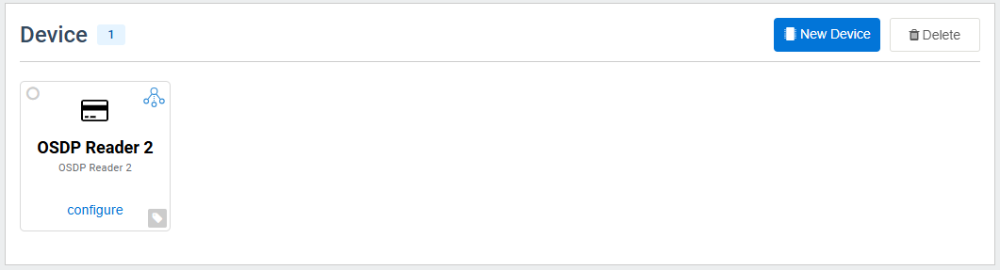 Device 1
New Device
Delete
OSDP Reader 2
OSDP Reader 2
configure